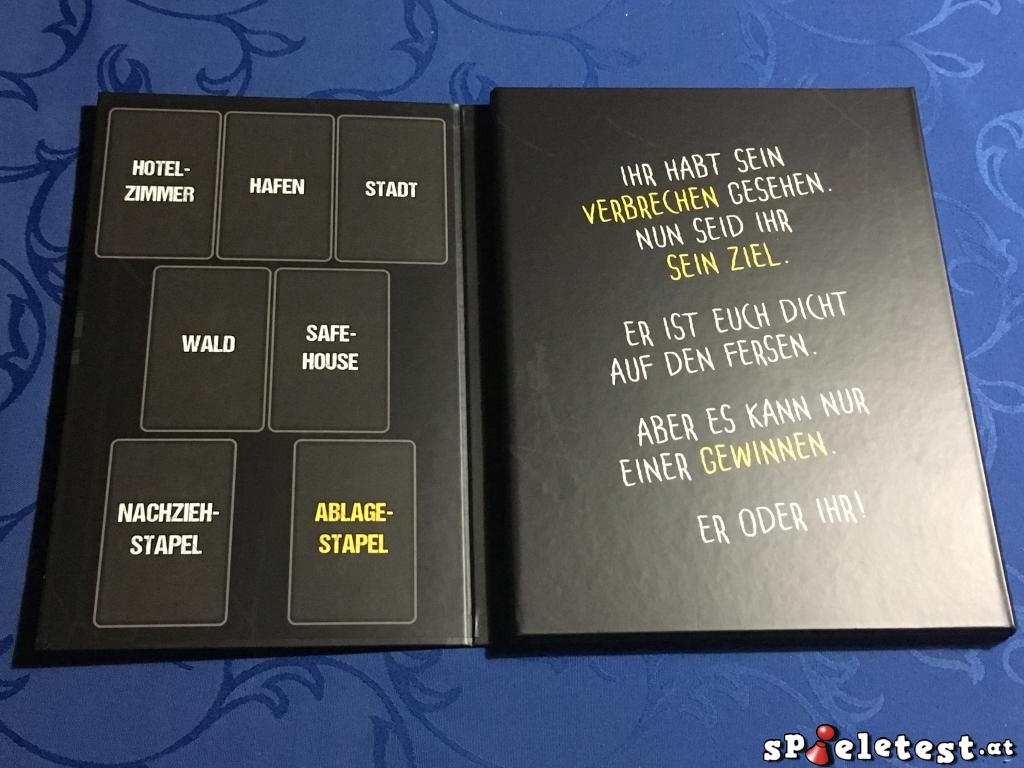 HOTEL-
ZIMMER
HAFEN
STADT
WALD
SAFE-
HOUSE
NACHZIEH-
STAPEL
ABLAGE-
STAPEL
IHR HABT SEIN
VERBRECHEN GESEHEN.
NUN SEID IHR
SEIN ZIEL.
ER IST EUCH DICHT
AUF DEN FERSEN.
ABER ES KANN NUR
EINER GEWINNEN.
ER ODER IHR!
spieletest.at